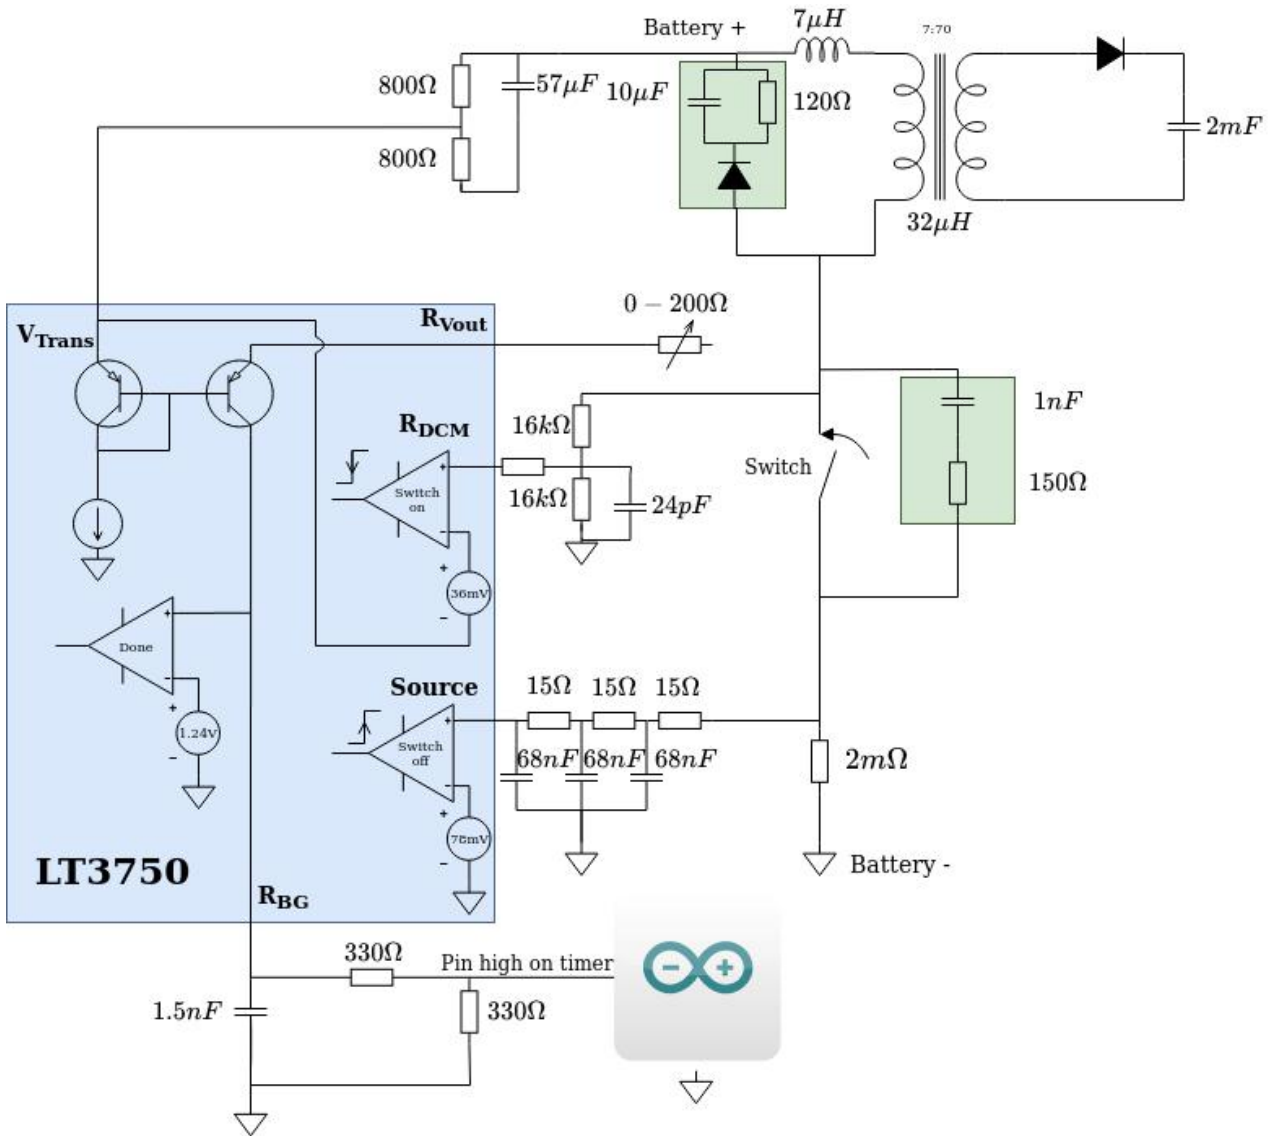 Battery +
7μH
7:70
800Ω
57μF
10μF
120Ω
2mF
800Ω
32μH
0 − 200Ω
R_Vout
V_Trans
1nF
R_DCM
16kΩ
Switch
on
Switch
150Ω
16kΩ
24pF
+
-
+
36mV
-
Done
+
-
+
1.24V
-
Source
15Ω
15Ω
15Ω
Switch
off
+
-
68nF
68nF
68nF
2mΩ
+
78mV
-
LT3750
Battery -
R_BG
330Ω
Pin high on timer
- +
1.5nF
330Ω